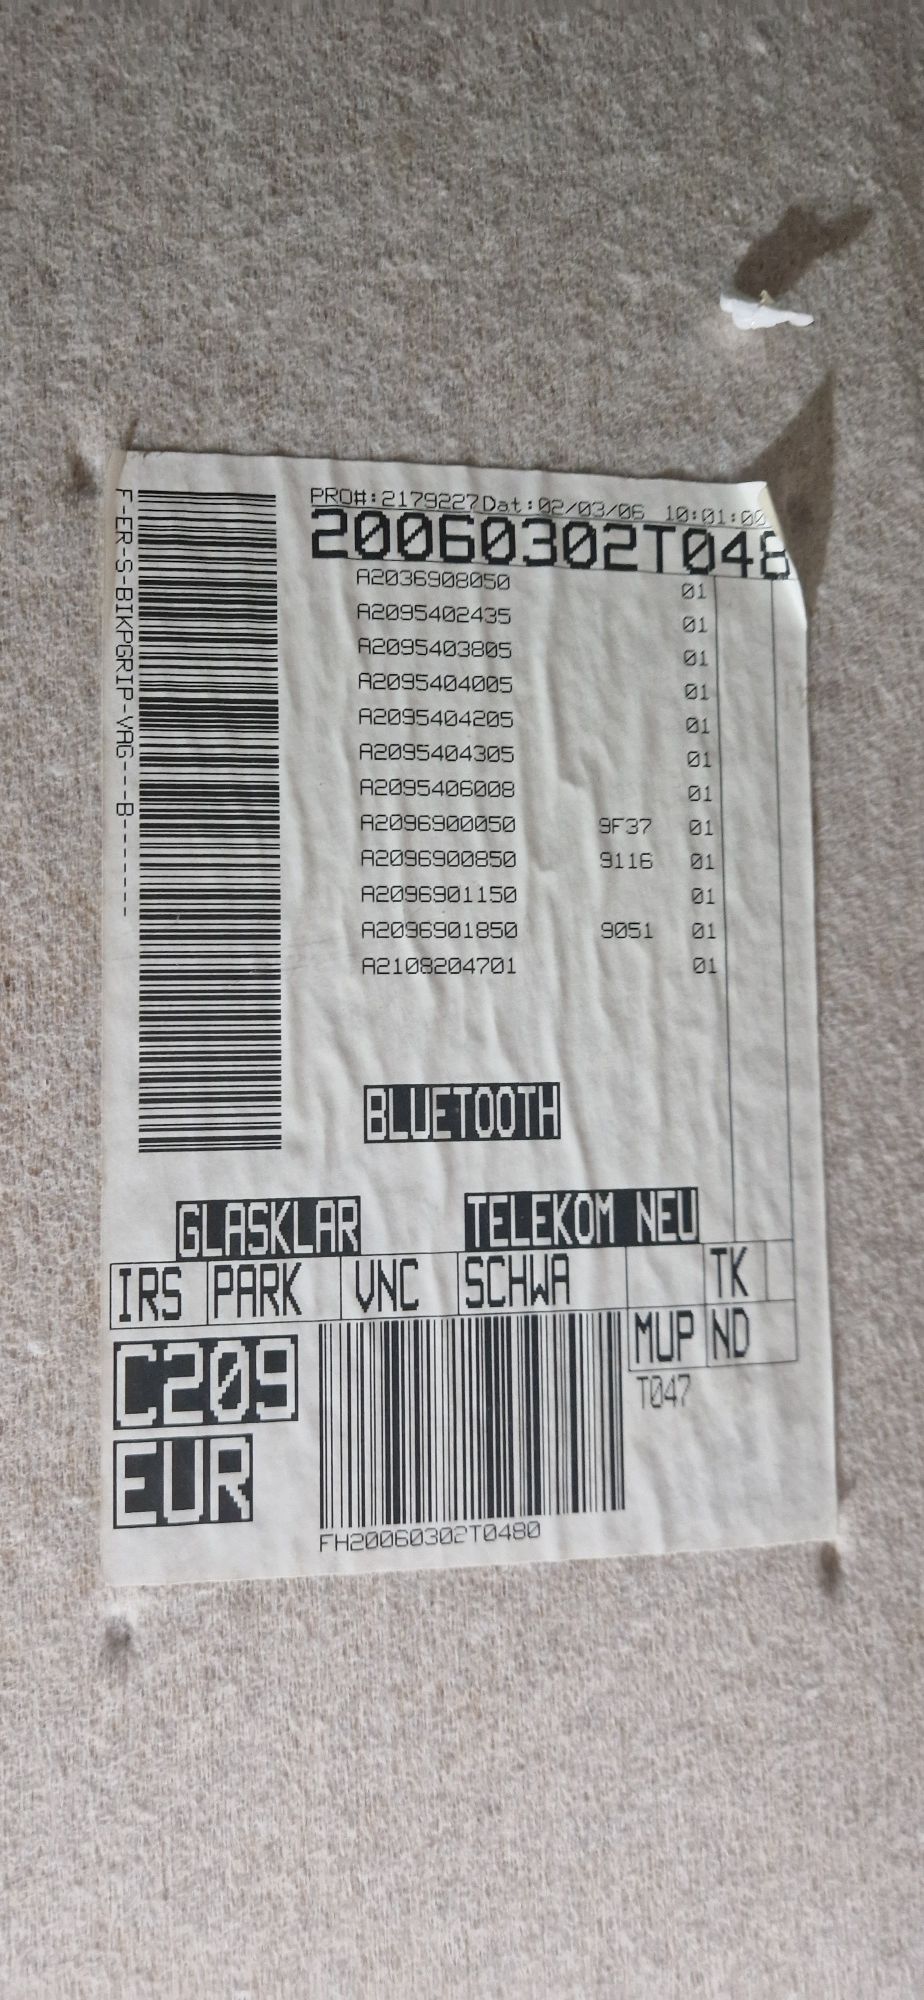 F-ER-S-BIKPGRIP-VAG---B-------
PRO#:2179227 Dat:02/03/06 10:01:00
20060302T048
A2036908050 01
A2095402435 01
A2095403805 01
A2095404005 01
A2095404205 01
A2095404305 01
A2095406008 01
A2096900050 9F37 01
A2096900850 9116 01
A2096901150 01
A2096901850 9051 01
A2108204701 01
BLUETOOTH
GLASKLAR TELEKOM NEU
IRS PARK VNC SCHWA TK
MUP ND
C209
T047
EUR
FH20060302T0480